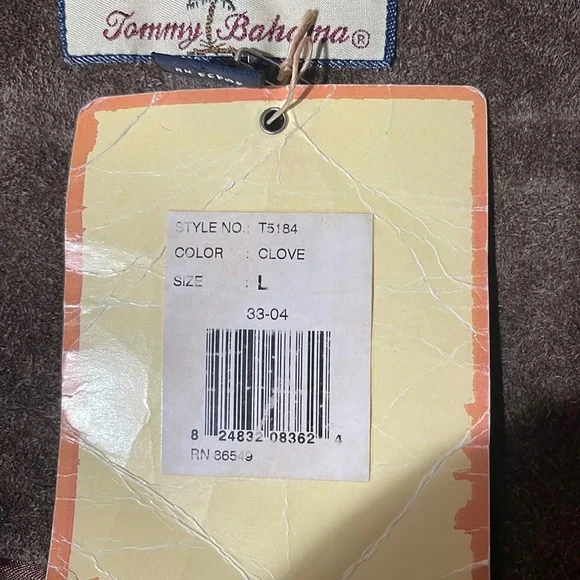 Tommy Bahama®
STYLE NO.: T5184
COLOR : CLOVE
SIZE : L
33-04
8 24832 08362 4
RN 86549